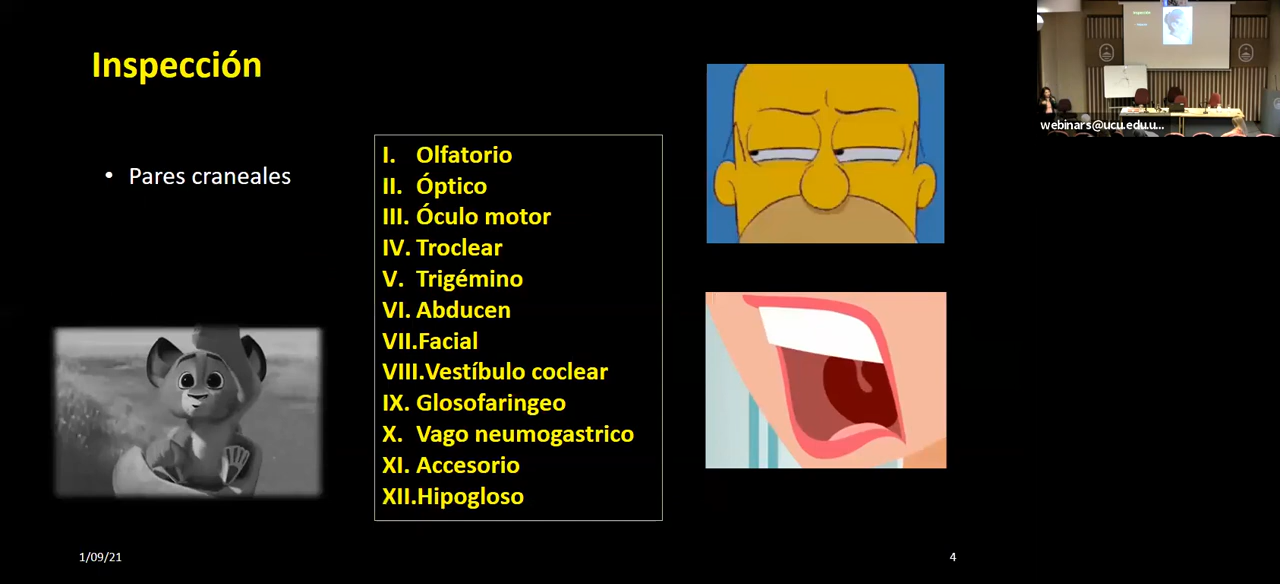 Inspección
• Pares craneales
I. Olfatorio
II. Óptico
III. Óculo motor
IV. Troclear
V. Trigémino
VI. Abducen
VII.Facial
VIII.Vestíbulo coclear
IX. Glosofaringeo
X. Vago neumogastrico
XI. Accesorio
XII.Hipogloso
1/09/21
4
webinars@ucu.edu.u...